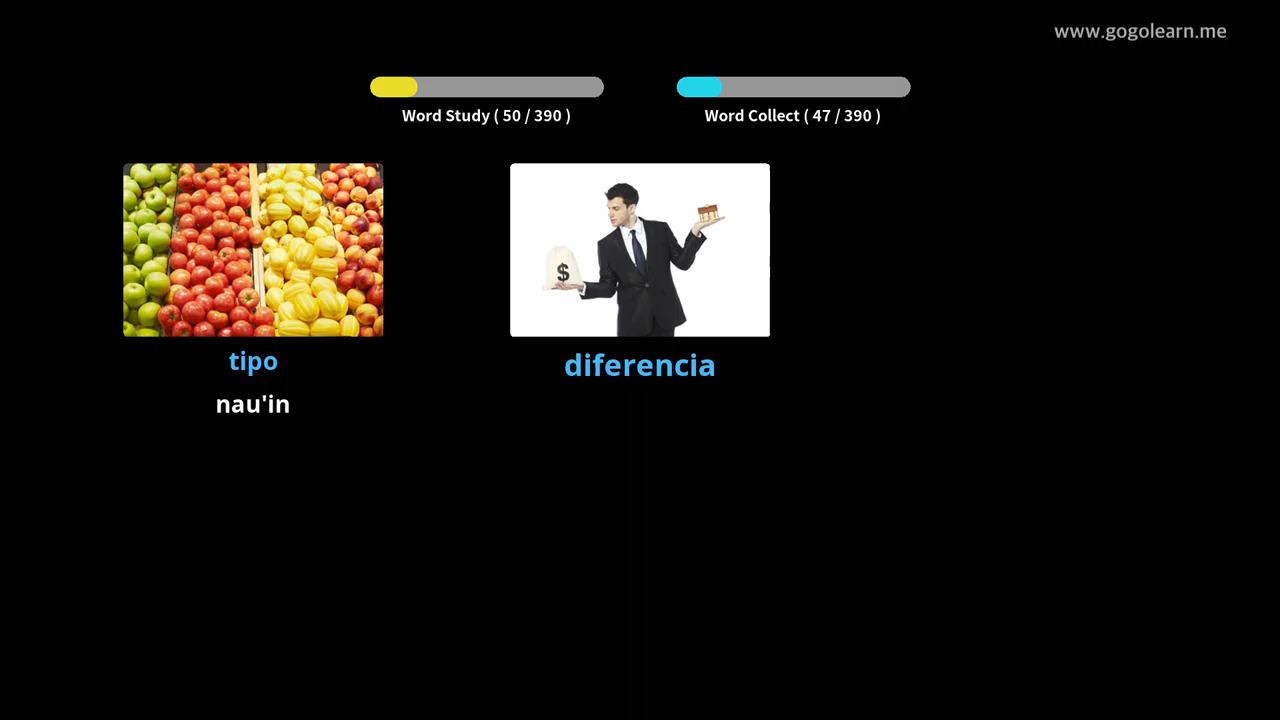 www.gogolearn.me
Word Study ( 50 / 390 )
Word Collect ( 47 / 390 )
$
tipo
diferencia
nau'in